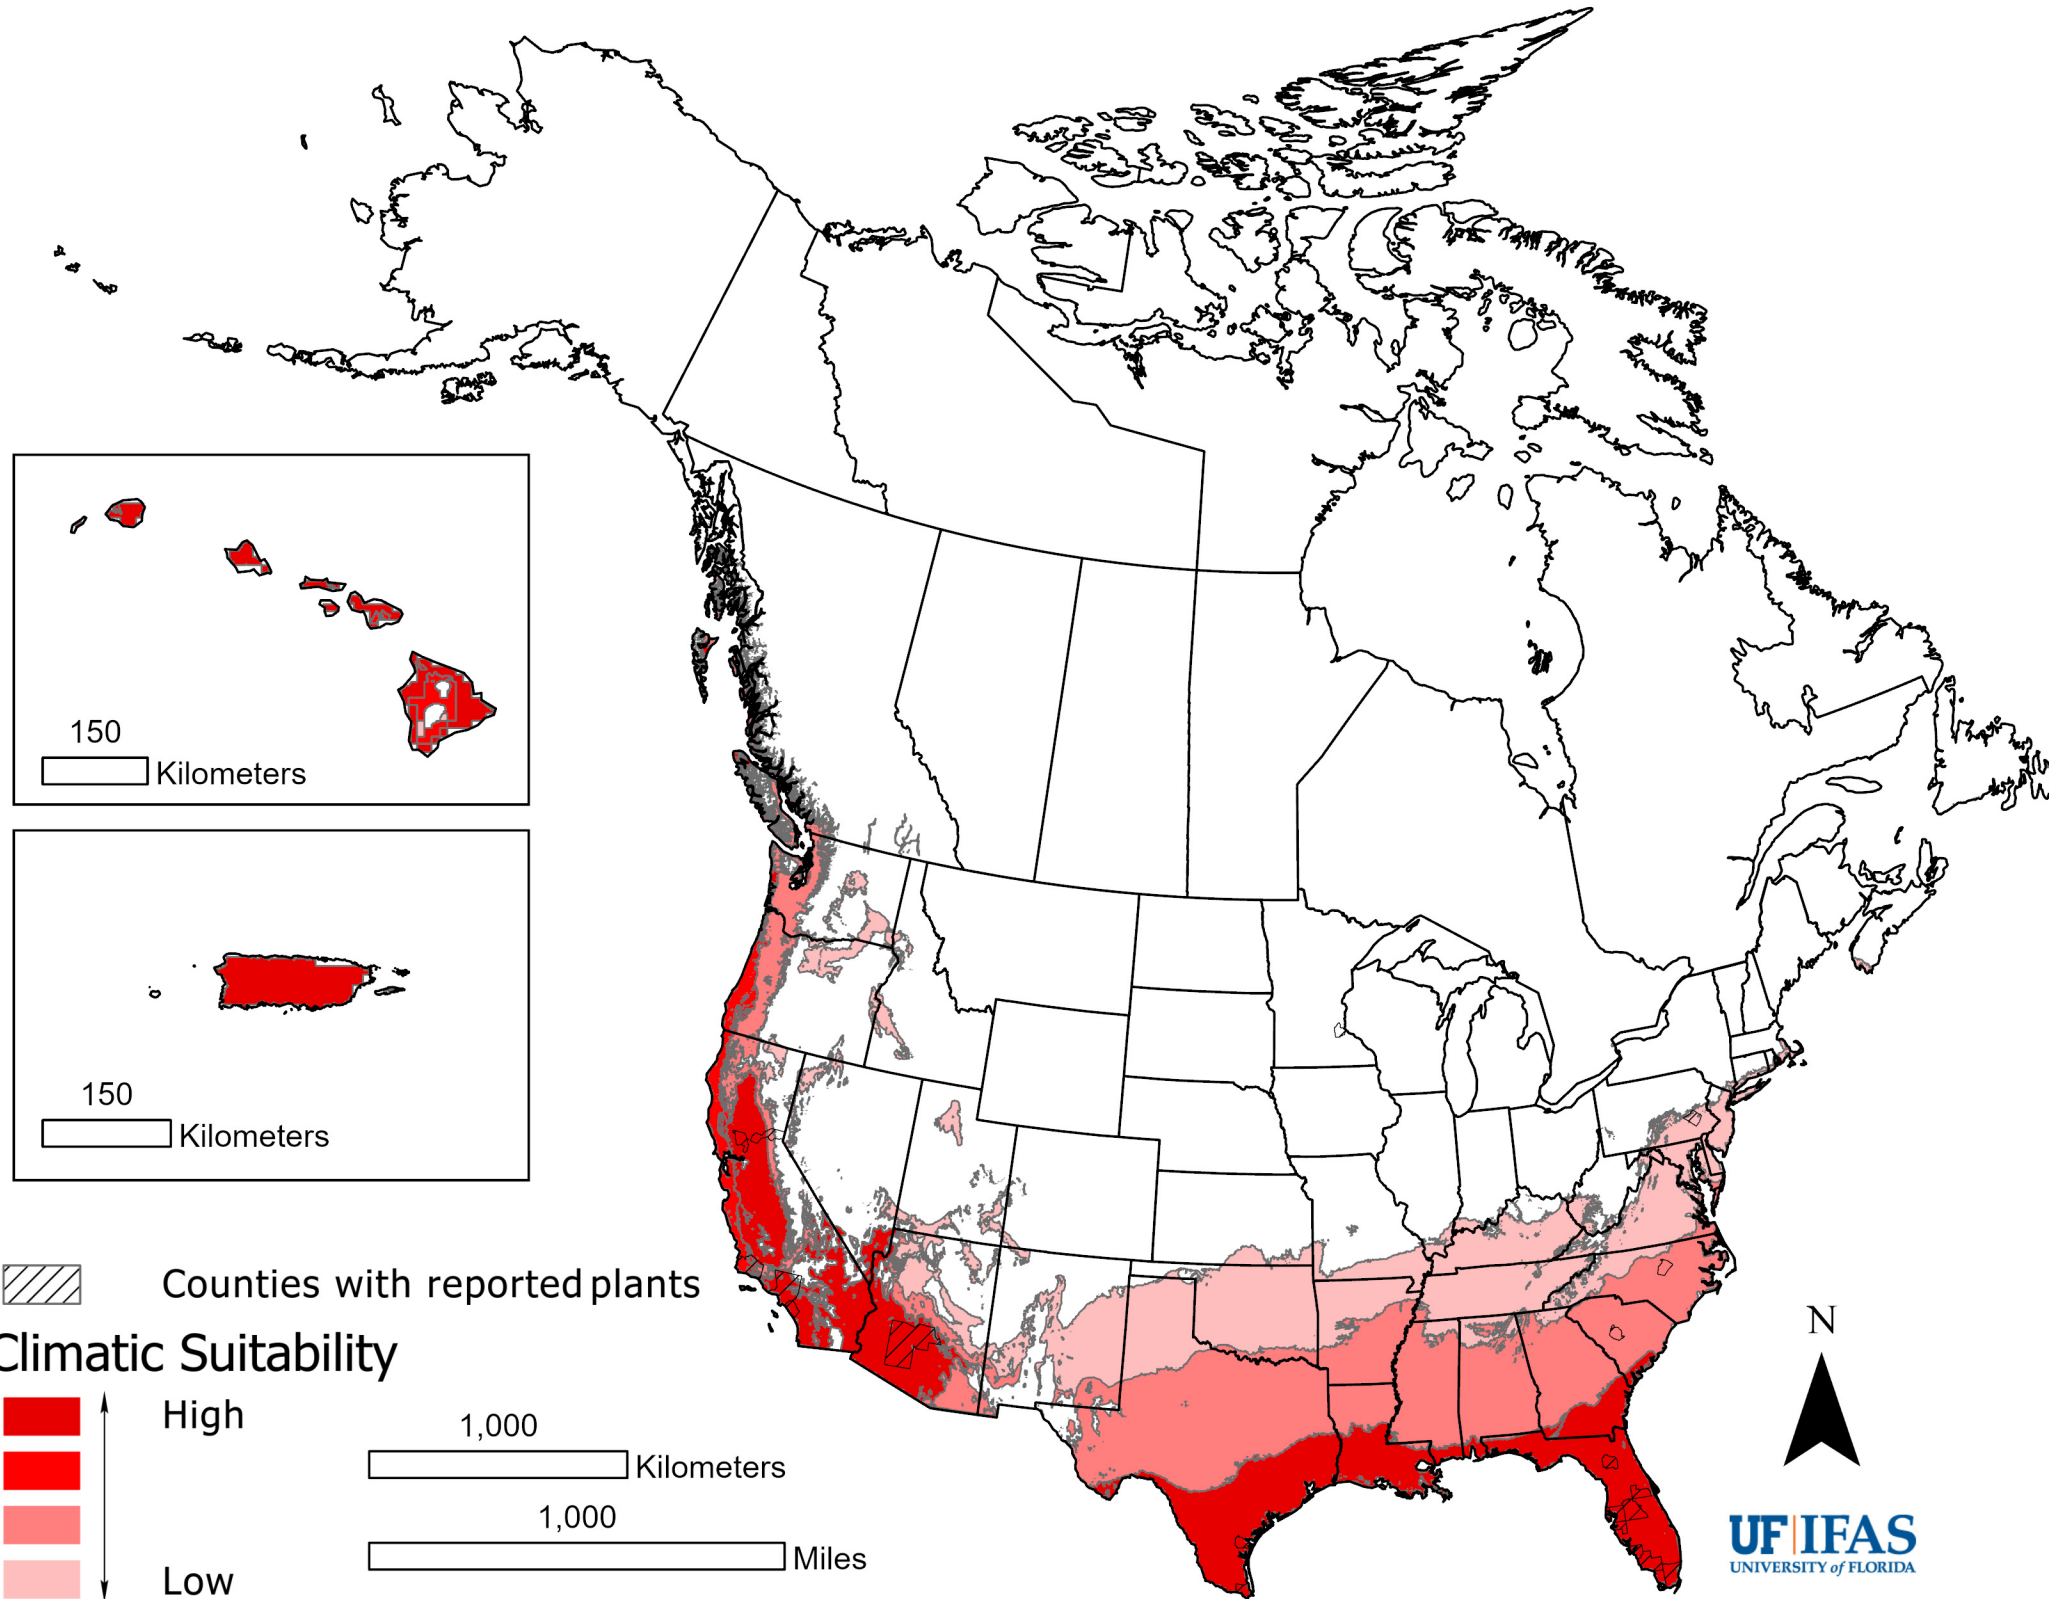 150
Kilometers
150
Kilometers
Counties with reported plants
Climatic Suitability
High
Low
1,000
Kilometers
1,000
Miles
N
UF|IFAS
UNIVERSITY of FLORIDA